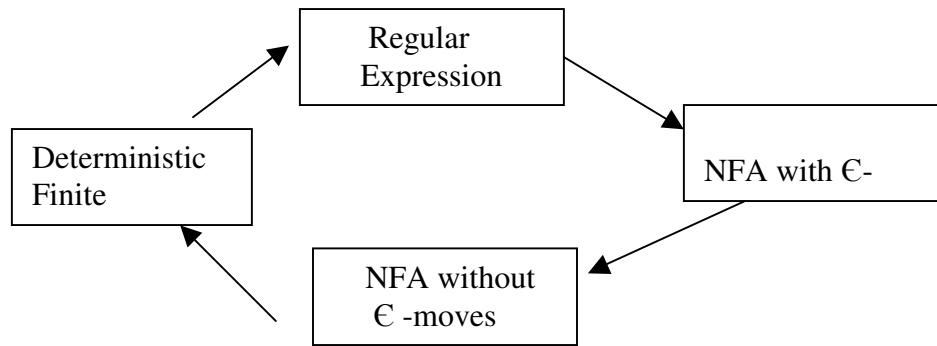 Regular
Expression
Deterministic
Finite
NFA with Є-
NFA without
Є -moves